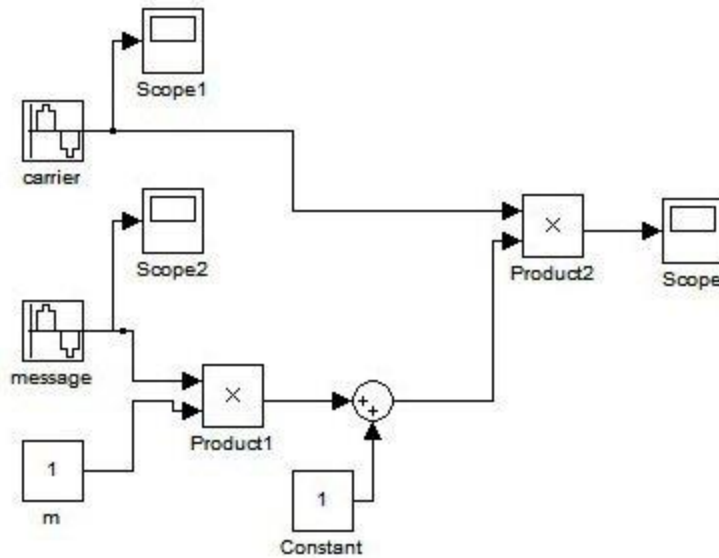 Scope1
carrier
Scope2
×
Product2
Scope
message
×
Product1
+
+
1
m
1
Constant